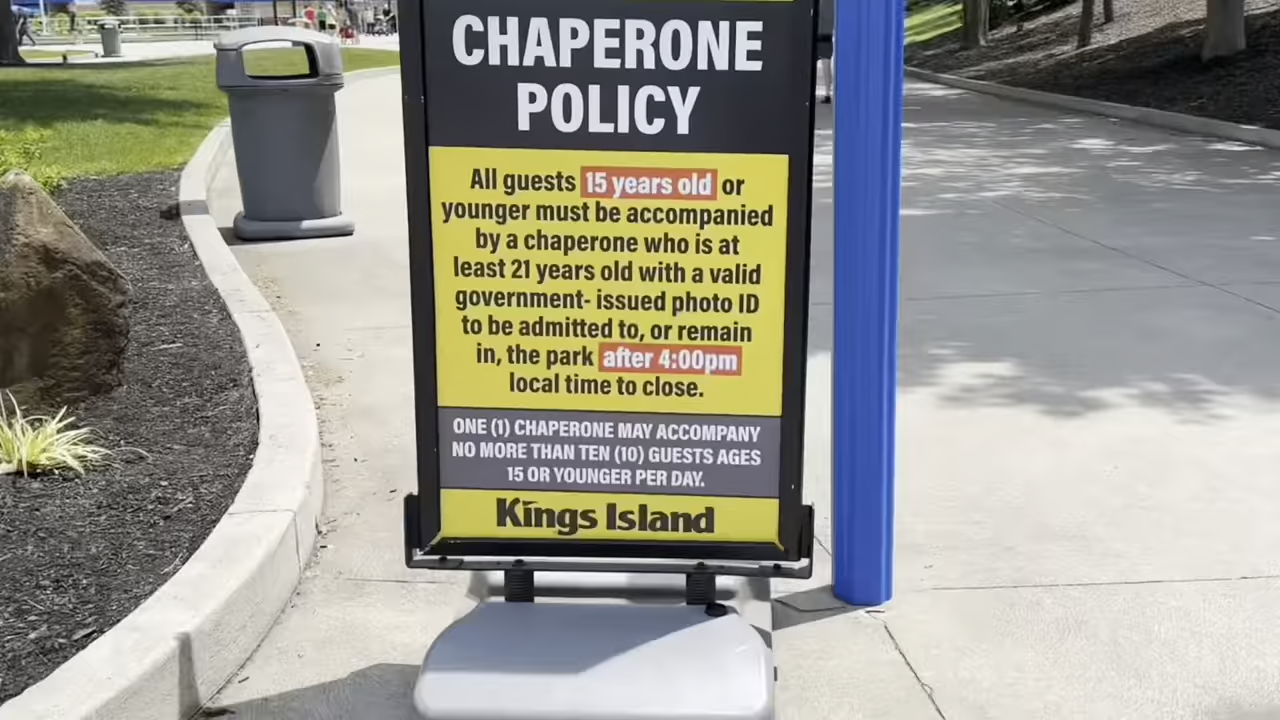 CHAPERONE
POLICY
All guests 15 years old or
younger must be accompanied
by a chaperone who is at
least 21 years old with a valid
government- issued photo ID
to be admitted to, or remain
in, the park after 4:00pm
local time to close.
ONE (1) CHAPERONE MAY ACCOMPANY
NO MORE THAN TEN (10) GUESTS AGES
15 OR YOUNGER PER DAY.
Kings Island